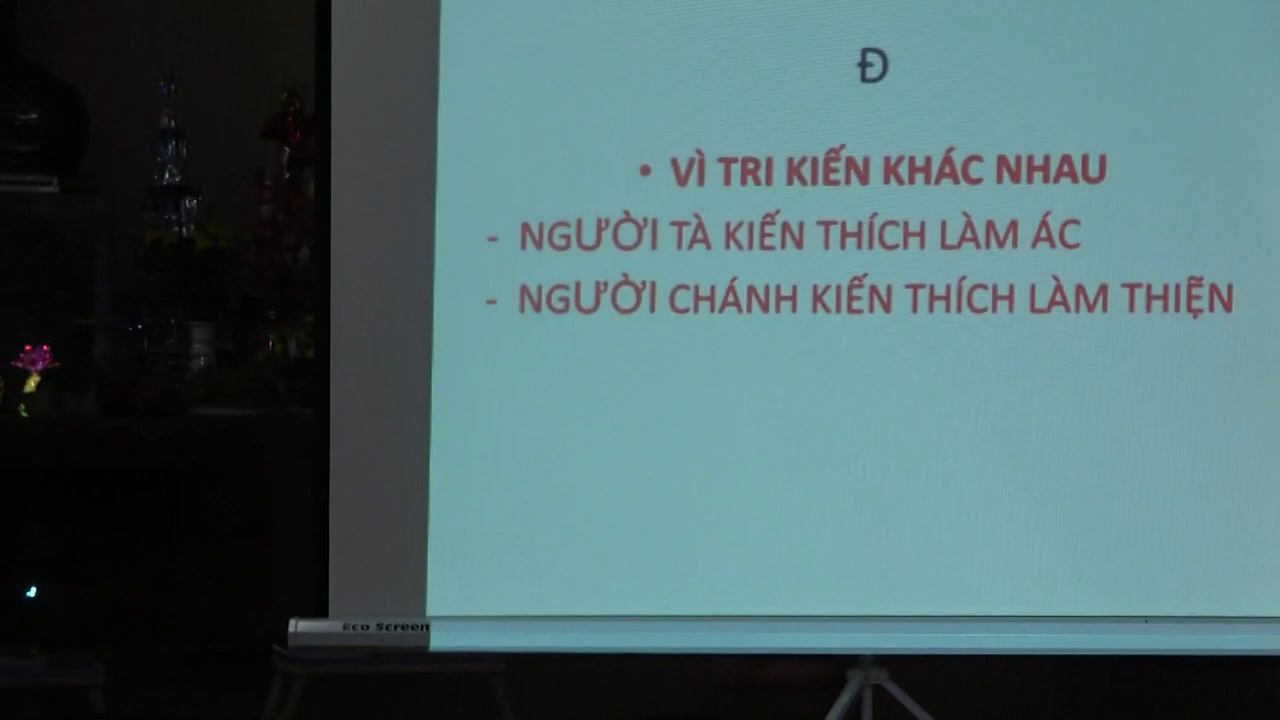 Đ
• VÌ TRI KIẾN KHÁC NHAU
- NGƯỜI TÀ KIẾN THÍCH LÀM ÁC
- NGƯỜI CHÁNH KIẾN THÍCH LÀM THIỆN
Eco Screen